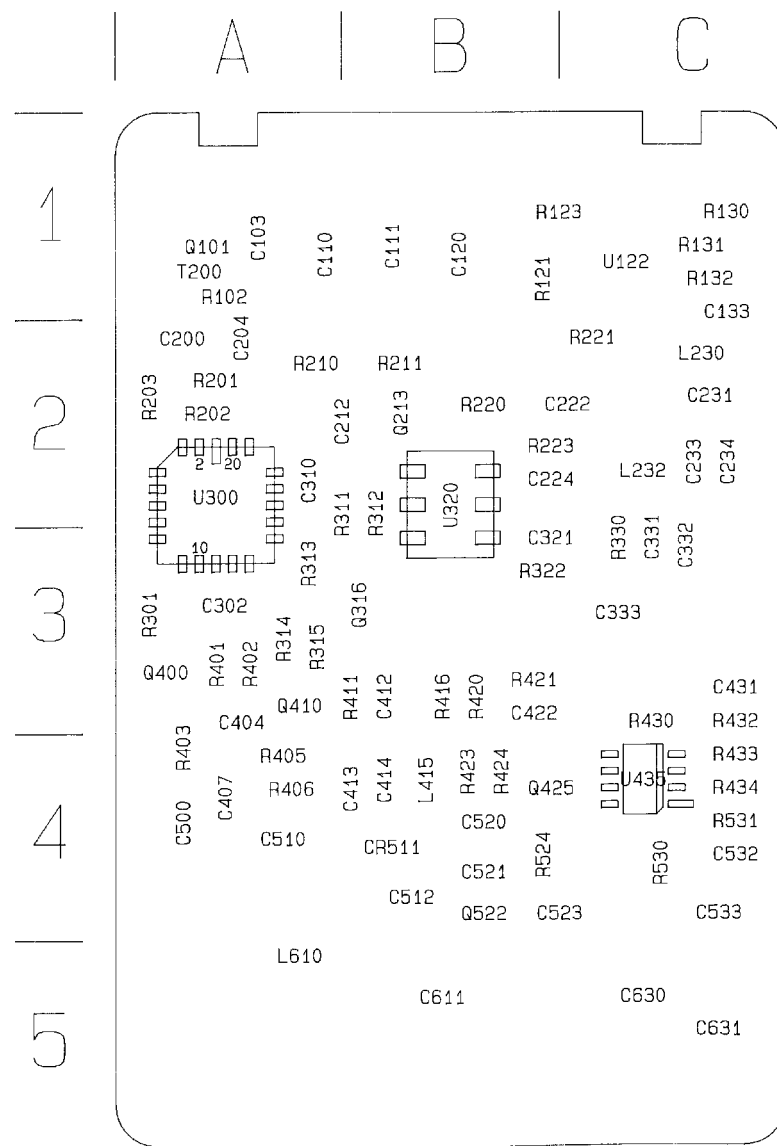 A B C
1
R123 R130
C103
Q101 C110 C111 C120 R131
T200 R121 U122
R132
R102
C133
C200 C204 R221
L230
R210 R211
R203 R201
C231
2
R202 C212 Q213 R220 C222
R223
2 20
U300 C310 C224 L232 C233 C234
R311 R312 U320
10
R313 C321 R330 C331 C332
R322
3
R301 C302 Q316 C333
R314 R315
Q400 R401 R402
R421 C431
Q410 R411 C412 R416 R420
C404 C422 R430 R432
R403 R405 R433
C407 R406 C413 C414 L415 R423 R424 Q425 U435 R434
4
C500 C510 CR511 C520 R531
R524 R530 C532
C521
C512
Q522 C523 C533
L610
5
C611 C630
C631